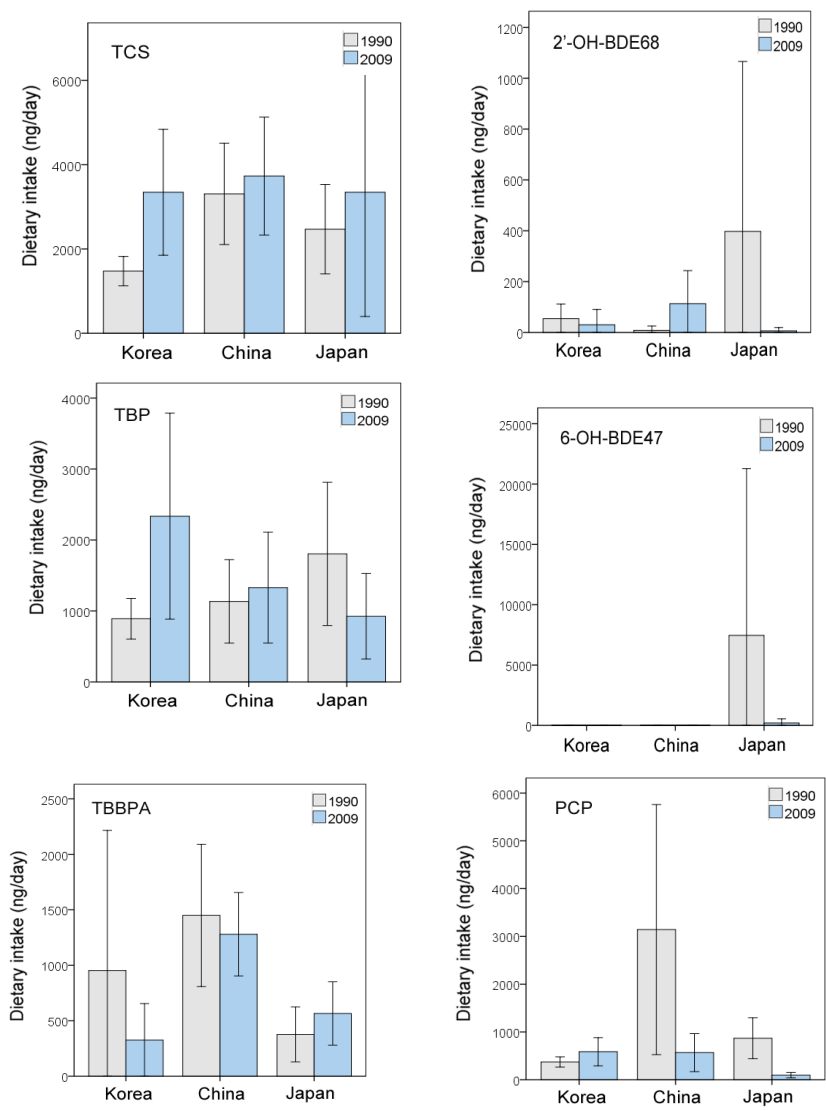 TCS
1990
2009
Dietary intake (ng/day)
6000
4000
2000
0
Korea China Japan
2'-OH-BDE68
1990
2009
Dietary intake (ng/day)
1200
1000
800
600
400
200
0
Korea China Japan
TBP
1990
2009
Dietary intake (ng/day)
4000
3000
2000
1000
0
Korea China Japan
6-OH-BDE47
1990
2009
Dietary intake (ng/day)
25000
20000
15000
10000
5000
0
Korea China Japan
TBBPA
1990
2009
Dietary intake (ng/day)
2500
2000
1500
1000
500
0
Korea China Japan
PCP
1990
2009
Dietary intake (ng/day)
6000
5000
4000
3000
2000
1000
0
Korea China Japan